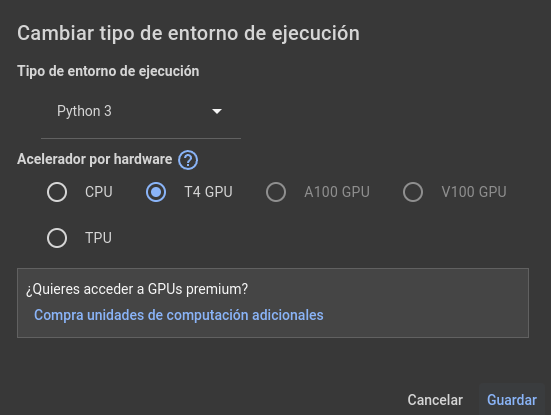 Cambiar tipo de entorno de ejecución
Tipo de entorno de ejecución
Python 3
Acelerador por hardware ?
CPU T4 GPU A100 GPU V100 GPU
TPU
¿Quieres acceder a GPUs premium?
Compra unidades de computación adicionales
Cancelar Guardar